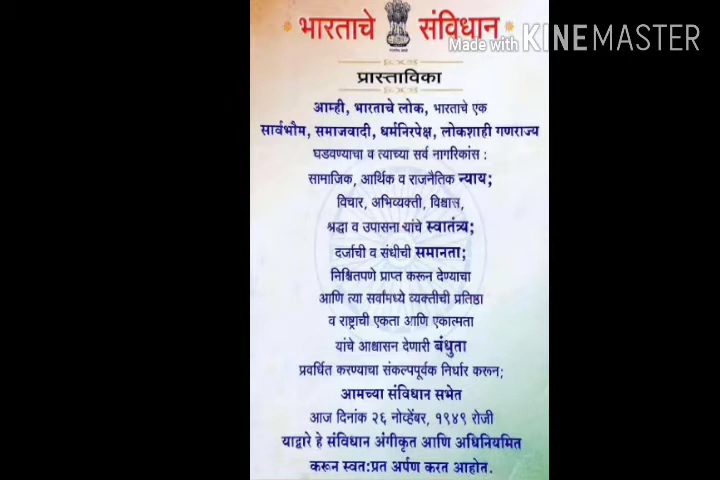 भारताचे संविधान
Made with KINEMASTER
प्रास्ताविका
आम्ही, भारताचे लोक, भारताचे एक
सार्वभौम, समाजवादी, धर्मनिरपेक्ष, लोकशाही गणराज्य
घडवण्याचा व त्याच्या सर्व नागरिकांस :
सामाजिक, आर्थिक व राजनैतिक न्याय;
विचार, अभिव्यक्ती, विश्वास,
श्रद्धा व उपासना यांचे स्वातंत्र्य;
दर्जाची व संधीची समानता;
निश्चितपणे प्राप्त करून देण्याचा
आणि त्या सर्वांमध्ये व्यक्तीची प्रतिष्ठा
व राष्ट्राची एकता आणि एकात्मता
यांचे आश्वासन देणारी बंधुता
प्रवर्धित करण्याचा संकल्पपूर्वक निर्धार करून;
आमच्या संविधान सभेत
आज दिनांक २६ नोव्हेंबर, १९४९ रोजी
याद्वारे हे संविधान अंगीकृत आणि अधिनियमित
करून स्वत:प्रत अर्पण करत आहोत.